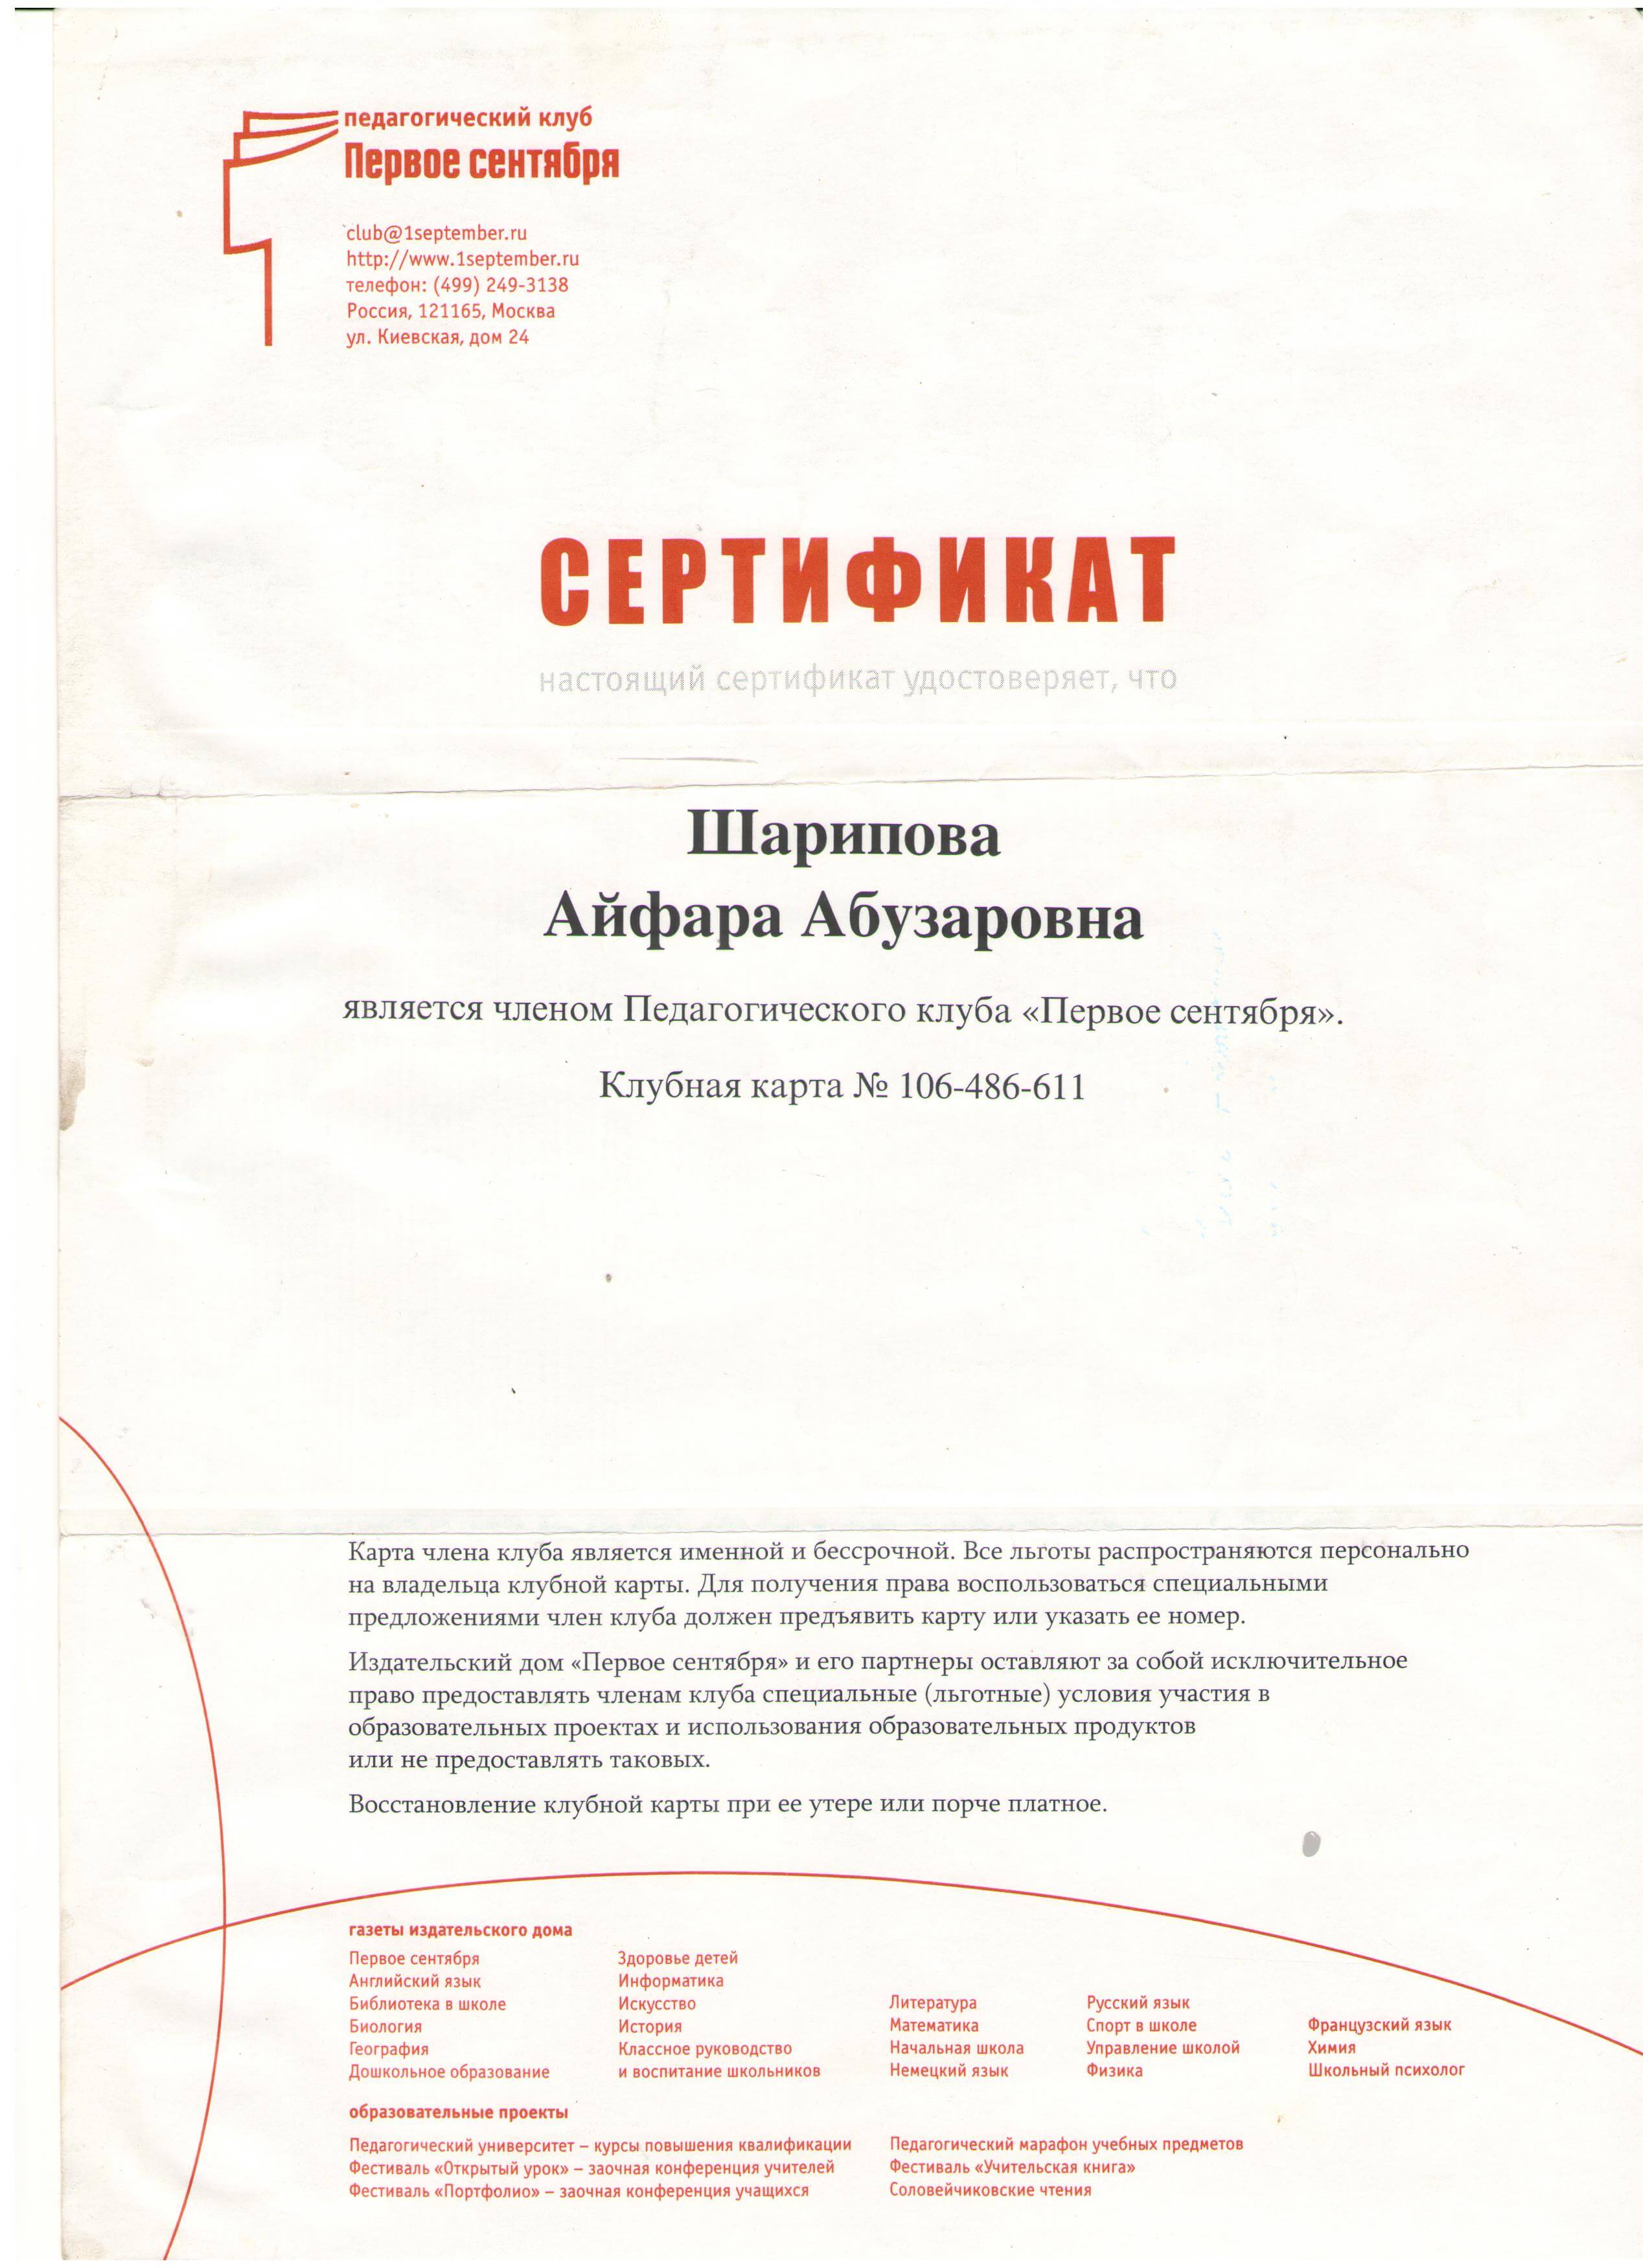 педагогический клуб
Первое сентября
club@1september.ru
http://www.1september.ru
телефон: (499) 249-3138
Россия, 121165, Москва
ул. Киевская, дом 24
СЕРТИФИКАТ
настоящий сертификат удостоверяет, что
Шарипова
Айфара Абузаровна
является членом Педагогического клуба «Первое сентября».
Клубная карта № 106-486-611
Карта члена клуба является именной и бессрочной. Все льготы распространяются персонально
на владельца клубной карты. Для получения права воспользоваться специальными
предложениями член клуба должен предъявить карту или указать ее номер.
Издательский дом «Первое сентября» и его партнеры оставляют за собой исключительное
право предоставлять членам клуба специальные (льготные) условия участия в
образовательных проектах и использования образовательных продуктов
или не предоставлять таковых.
Восстановление клубной карты при ее утере или порче платное.
газеты издательского дома
Первое сентября
Английский язык
Библиотека в школе
Биология
География
Дошкольное образование
Здоровье детей
Информатика
Искусство
История
Классное руководство
и воспитание школьников
Литература
Математика
Начальная школа
Немецкий язык
Русский язык
Спорт в школе
Управление школой
Физика
Французский язык
Химия
Школьный психолог
образовательные проекты
Педагогический университет – курсы повышения квалификации
Фестиваль «Открытый урок» – заочная конференция учителей
Фестиваль «Портфолио» – заочная конференция учащихся
Педагогический марафон учебных предметов
Фестиваль «Учительская книга»
Соловейчиковские чтения